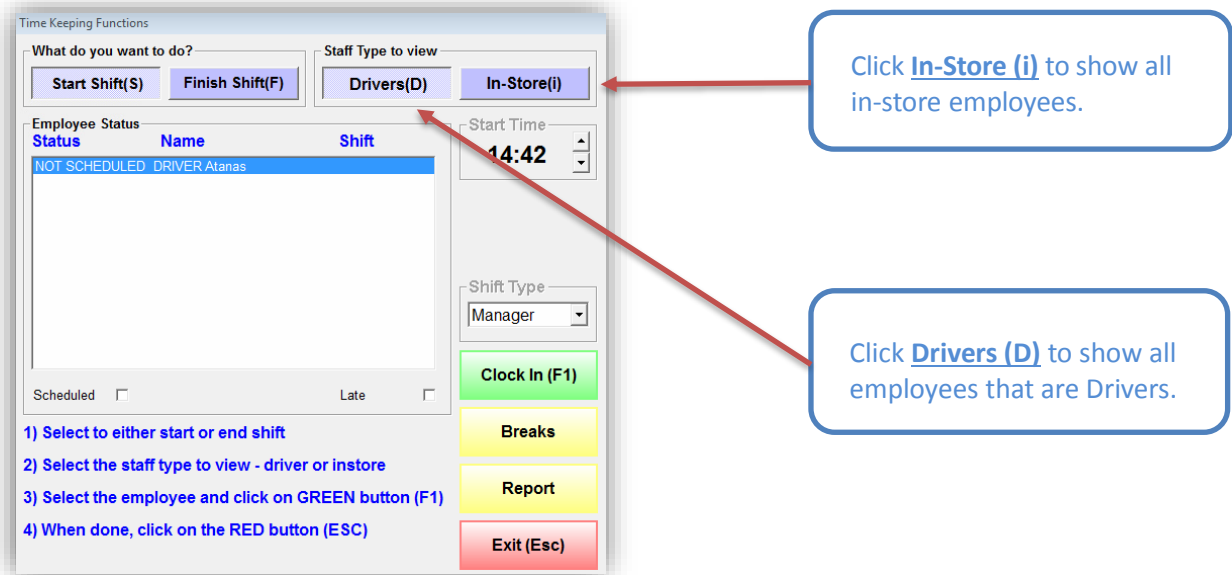 Time Keeping Functions
What do you want to do?
Start Shift(S)
Finish Shift(F)
Staff Type to view
Drivers(D)
In-Store(i)
Employee Status
Status Name Shift
NOT SCHEDULED DRIVER Atanas
Scheduled
Late
Start Time
14:42
Shift Type
Manager
Clock In (F1)
Breaks
Report
Exit (Esc)
1) Select to either start or end shift
2) Select the staff type to view - driver or instore
3) Select the employee and click on GREEN button (F1)
4) When done, click on the RED button (ESC)
Click In-Store (i) to show all
in-store employees.
Click Drivers (D) to show all
employees that are Drivers.